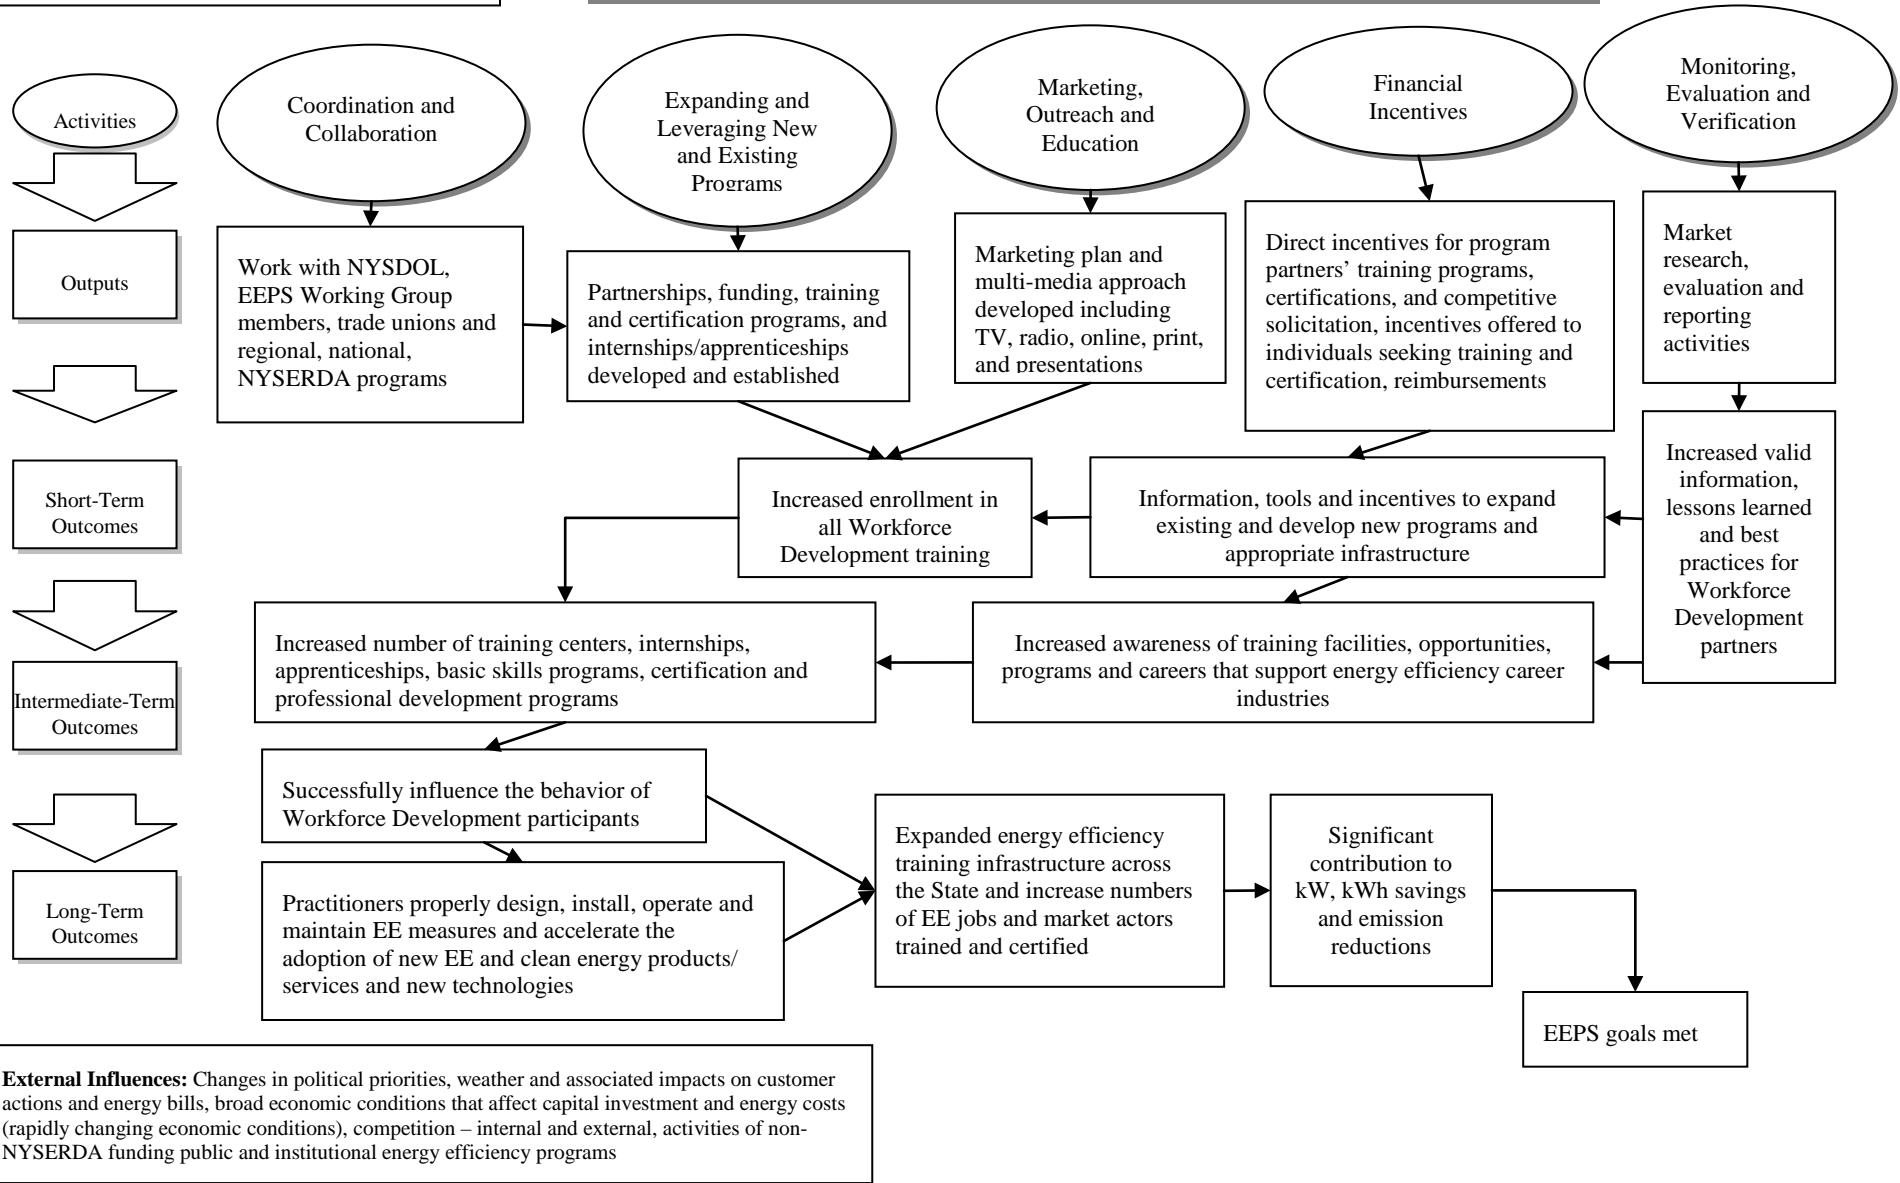 Activities
Coordination and
Collaboration
Expanding and
Leveraging New
and Existing
Programs
Marketing,
Outreach and
Education
Financial
Incentives
Monitoring,
Evaluation and
Verification
Outputs
Work with NYSDOL,
EEPS Working Group
members, trade unions and
regional, national,
NYSERDA programs
Partnerships, funding, training
and certification programs, and
internships/apprenticeships
developed and established
Marketing plan and
multi-media approach
developed including
TV, radio, online, print,
and presentations
Direct incentives for program
partners’ training programs,
certifications, and competitive
solicitation, incentives offered to
individuals seeking training and
certification, reimbursements
Market
research,
evaluation and
reporting
activities
Short-Term
Outcomes
Increased enrollment in
all Workforce
Development training
Information, tools and incentives to expand
existing and develop new programs and
appropriate infrastructure
Increased valid
information,
lessons learned
and best
practices for
Workforce
Development
partners
Intermediate-Term
Outcomes
Increased number of training centers, internships,
apprenticeships, basic skills programs, certification and
professional development programs
Increased awareness of training facilities, opportunities,
programs and careers that support energy efficiency career
industries
Successfully influence the behavior of
Workforce Development participants
Long-Term
Outcomes
Practitioners properly design, install, operate and
maintain EE measures and accelerate the
adoption of new EE and clean energy products/
services and new technologies
Expanded energy efficiency
training infrastructure across
the State and increase numbers
of EE jobs and market actors
trained and certified
Significant
contribution to
kW, kWh savings
and emission
reductions
EEPS goals met
External Influences: Changes in political priorities, weather and associated impacts on customer
actions and energy bills, broad economic conditions that affect capital investment and energy costs
(rapidly changing economic conditions), competition – internal and external, activities of non-
NYSERDA funding public and institutional energy efficiency programs